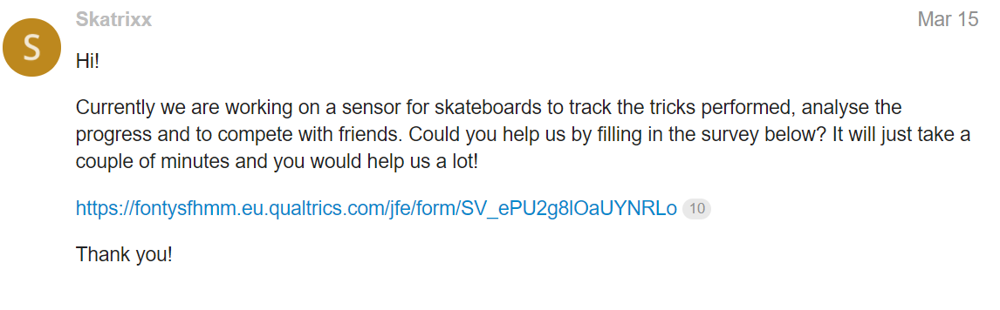 Skatrixx
Mar 15
S
Hi!
Currently we are working on a sensor for skateboards to track the tricks performed, analyse the
progress and to compete with friends. Could you help us by filling in the survey below? It will just take a
couple of minutes and you would help us a lot!
https://fontysfhmm.eu.qualtrics.com/jfe/form/SV_ePU2g8lOaUYNRLo 10
Thank you!